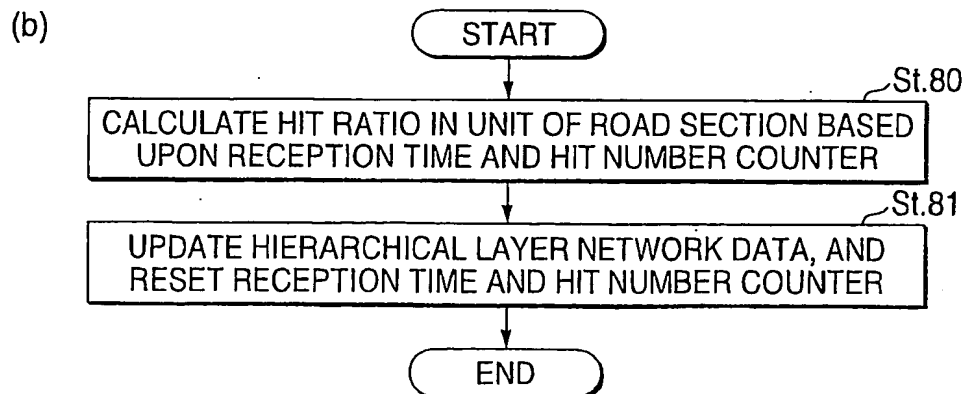 (b)
START
St.80
CALCULATE HIT RATIO IN UNIT OF ROAD SECTION BASED
UPON RECEPTION TIME AND HIT NUMBER COUNTER
St.81
UPDATE HIERARCHICAL LAYER NETWORK DATA, AND
RESET RECEPTION TIME AND HIT NUMBER COUNTER
END